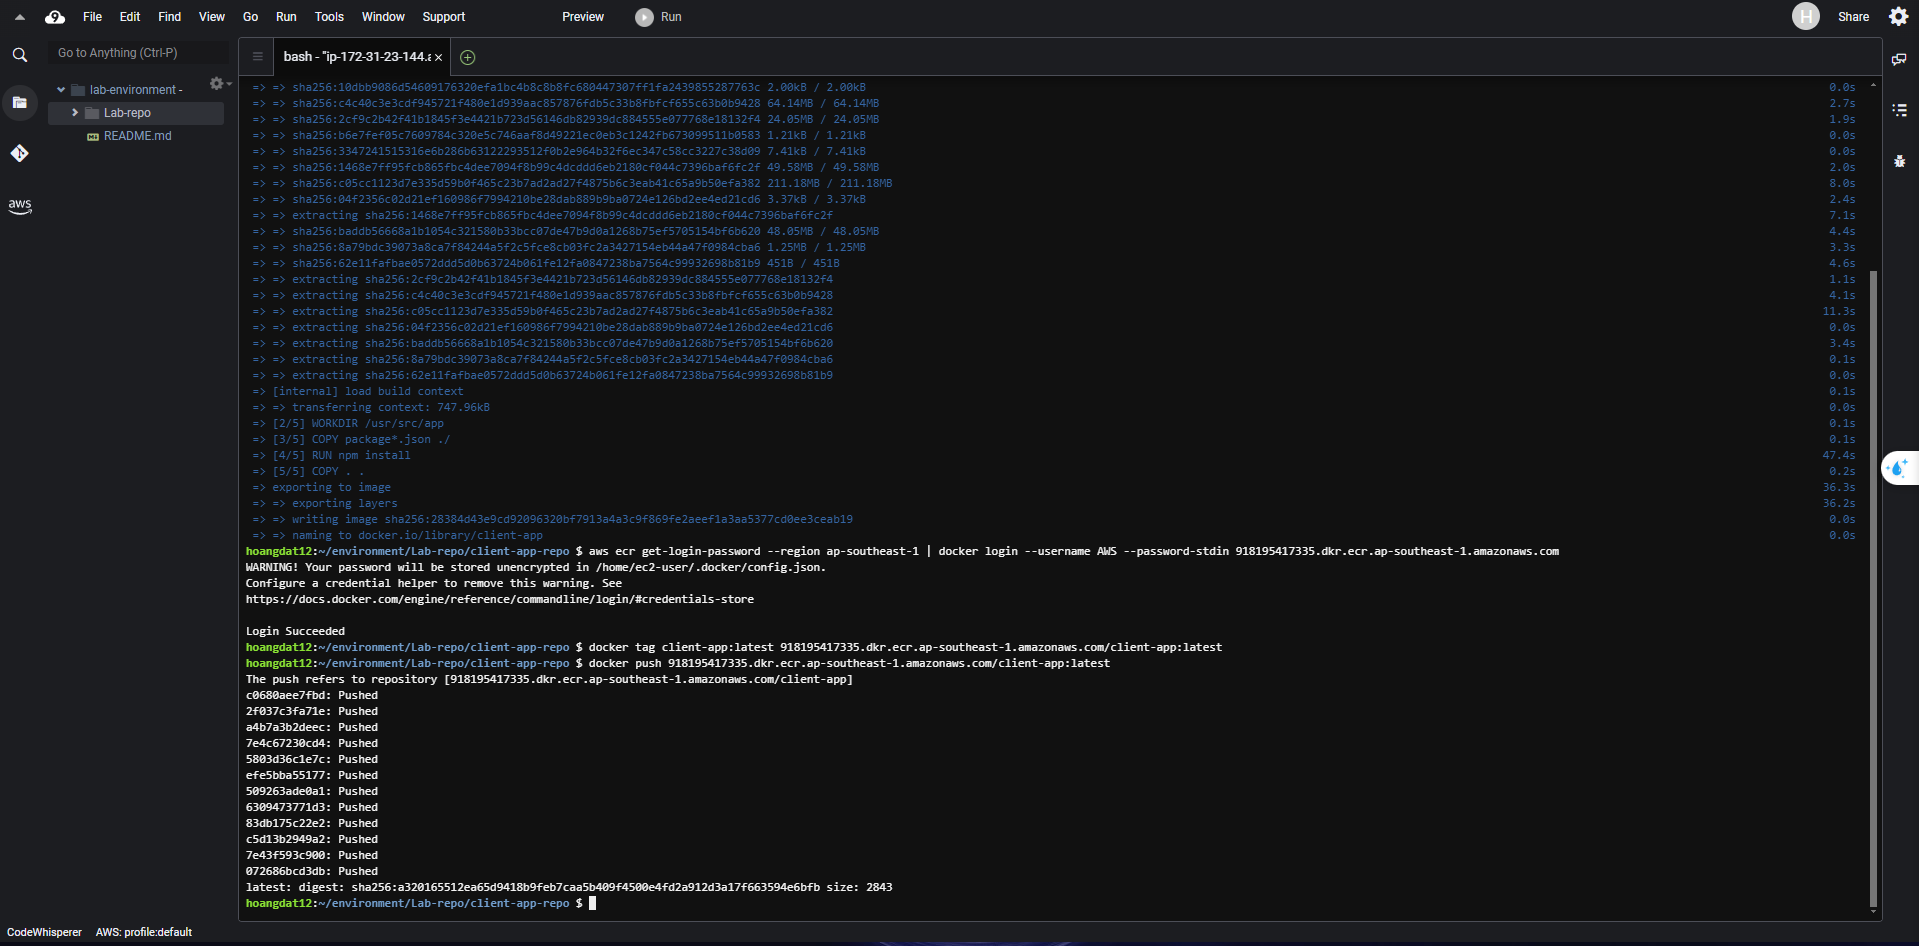 File Edit Find View Go Run Tools Window Support Preview Run H Share
Go to Anything (Ctrl-P)
bash - "ip-172-31-23-144.a ×
lab-environment -
Lab-repo
README.md
aws
=> => sha256:10dbb9086d54609176320efa1bc4b8c8b8fc680447307ff1fa2439855287763c 2.00kB / 2.00kB 0.0s
=> => sha256:c4c40c3e3cdf945721f480e1d939aac857876fdb5c33b8fbfcf655c63b0b9428 64.14MB / 64.14MB 2.7s
=> => sha256:2cf9c2b42f41b1845f3e4421b723d56146db82939dc884555e077768e18132f4 24.05MB / 24.05MB 1.9s
=> => sha256:b6e7fef05c7609784c320e5c746aaf8d49221ec0eb3c1242fb673099511b0583 1.21kB / 1.21kB 0.0s
=> => sha256:3347241515316e6b286b63122293512f0b2e964b32f6ec347c58cc3227c38d09 7.41kB / 7.41kB 0.0s
=> => sha256:1468e7ff95fcb865fbc4dee7094f8b99c4dcddd6eb2180cf044c7396baf6fc2f 49.58MB / 49.58MB 2.0s
=> => sha256:c05cc1123d7e335d59b0f465c23b7ad2ad27f4875b6c3eab41c65a9b50efa382 211.18MB / 211.18MB 8.0s
=> => sha256:04f2356c02d21ef160986f7994210be28dab889b9ba0724e126bd2ee4ed21cd6 3.37kB / 3.37kB 2.4s
=> => extracting sha256:1468e7ff95fcb865fbc4dee7094f8b99c4dcddd6eb2180cf044c7396baf6fc2f 7.1s
=> => sha256:baddb56668a1b1054c321580b33bcc07de47b9d0a1268b75ef5705154bf6b620 48.05MB / 48.05MB 4.4s
=> => sha256:8a79bdc39073a8ca7f84244a5f2c5fce8cb03fc2a3427154eb44a47f0984cba6 1.25MB / 1.25MB 3.3s
=> => sha256:62e11fafbae0572ddd5d0b63724b061fe12fa0847238ba7564c99932698b81b9 451B / 451B 4.6s
=> => extracting sha256:2cf9c2b42f41b1845f3e4421b723d56146db82939dc884555e077768e18132f4 1.1s
=> => extracting sha256:c4c40c3e3cdf945721f480e1d939aac857876fdb5c33b8fbfcf655c63b0b9428 4.1s
=> => extracting sha256:c05cc1123d7e335d59b0f465c23b7ad2ad27f4875b6c3eab41c65a9b50efa382 11.3s
=> => extracting sha256:04f2356c02d21ef160986f7994210be28dab889b9ba0724e126bd2ee4ed21cd6 0.0s
=> => extracting sha256:baddb56668a1b1054c321580b33bcc07de47b9d0a1268b75ef5705154bf6b620 3.4s
=> => extracting sha256:8a79bdc39073a8ca7f84244a5f2c5fce8cb03fc2a3427154eb44a47f0984cba6 0.1s
=> => extracting sha256:62e11fafbae0572ddd5d0b63724b061fe12fa0847238ba7564c99932698b81b9 0.0s
=> [internal] load build context 0.1s
=> => transferring context: 747.96kB 0.0s
=> [2/5] WORKDIR /usr/src/app 0.1s
=> [3/5] COPY package*.json ./ 0.1s
=> [4/5] RUN npm install 47.4s
=> [5/5] COPY . . 0.2s
=> exporting to image 36.3s
=> => exporting layers 36.2s
=> => writing image sha256:28384d43e9cd92096320bf7913a4a3c9f869fe2aeef1a3aa5377cd0ee3ceab19 0.0s
=> => naming to docker.io/library/client-app 0.0s
hoangdat12:~/environment/Lab-repo/client-app-repo $ aws ecr get-login-password --region ap-southeast-1 | docker login --username AWS --password-stdin 918195417335.dkr.ecr.ap-southeast-1.amazonaws.com
WARNING! Your password will be stored unencrypted in /home/ec2-user/.docker/config.json.
Configure a credential helper to remove this warning. See
https://docs.docker.com/engine/reference/commandline/login/#credentials-store
Login Succeeded
hoangdat12:~/environment/Lab-repo/client-app-repo $ docker tag client-app:latest 918195417335.dkr.ecr.ap-southeast-1.amazonaws.com/client-app:latest
hoangdat12:~/environment/Lab-repo/client-app-repo $ docker push 918195417335.dkr.ecr.ap-southeast-1.amazonaws.com/client-app:latest
The push refers to repository [918195417335.dkr.ecr.ap-southeast-1.amazonaws.com/client-app]
c0680aee7fbd: Pushed
2f037c3fa71e: Pushed
a4b7a3b2deec: Pushed
7e4c67230cd4: Pushed
5803d36c1e7c: Pushed
efe5bba55177: Pushed
509263ade0a1: Pushed
6309473771d3: Pushed
83db175c22e2: Pushed
c5d13b2949a2: Pushed
7e43f593c900: Pushed
072686bcd3db: Pushed
latest: digest: sha256:a320165512ea65d9418b9feb7caa5b409f4500e4fd2a912d3a17f663594e6bfb size: 2843
hoangdat12:~/environment/Lab-repo/client-app-repo $
CodeWhisperer AWS: profile:default